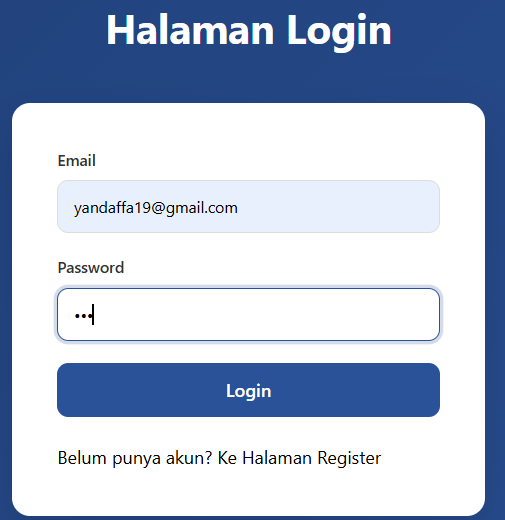 Halaman Login
Email
yandaffa19@gmail.com
Password
•••
Login
Belum punya akun? Ke Halaman Register